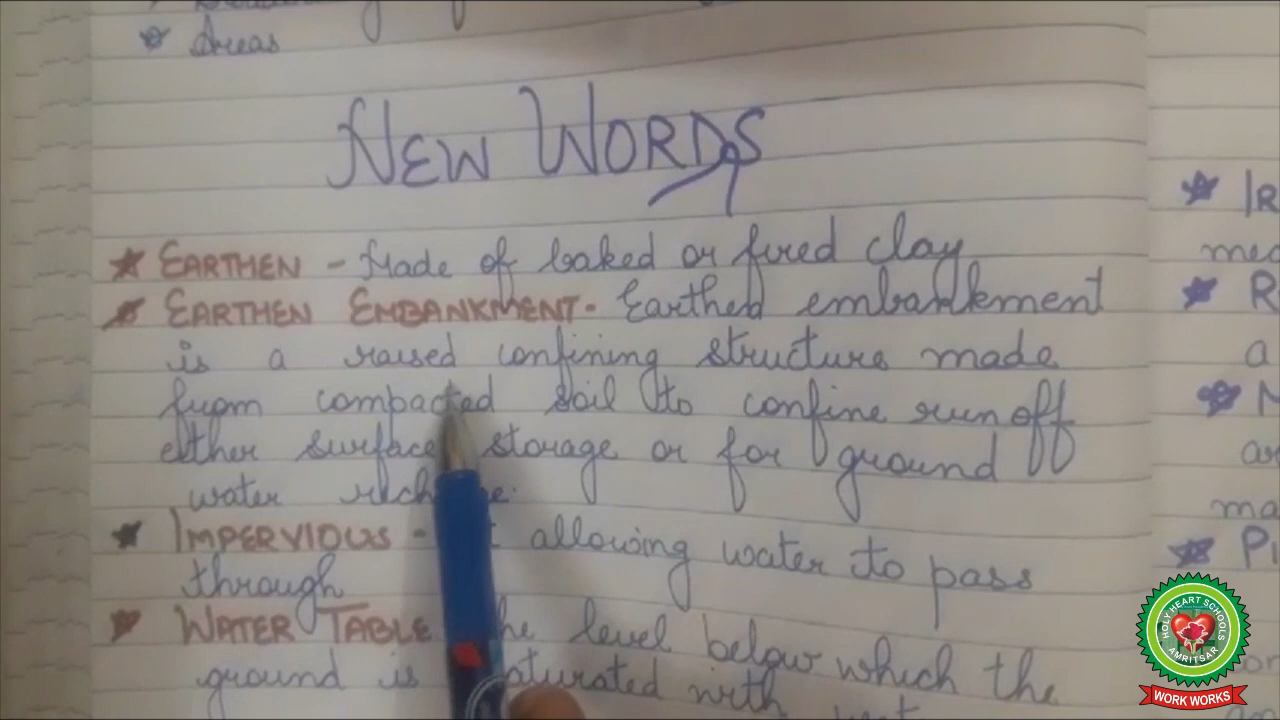 Areas
NEW WORDS
EARTHEN - Made of baked or fired clay
EARTHEN EMBANKMENT - Earthen embankment
is a raised confining structure made
from compacted soil to confine run off
either surface storage or for ground
water
IMPERVIOUS - allowing water to pass
through
WATER TABLE level below which the
ground is with
HOLY HEART SCHOOLS
AMRITSAR
WORK WORKS